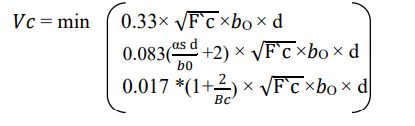 Vc = min 0.33× √F`c ×bO × d
0.083(αs d/b0 +2) × √F`c ×bo × d
0.017 *(1+2/Bc) × √F`c ×bO × d